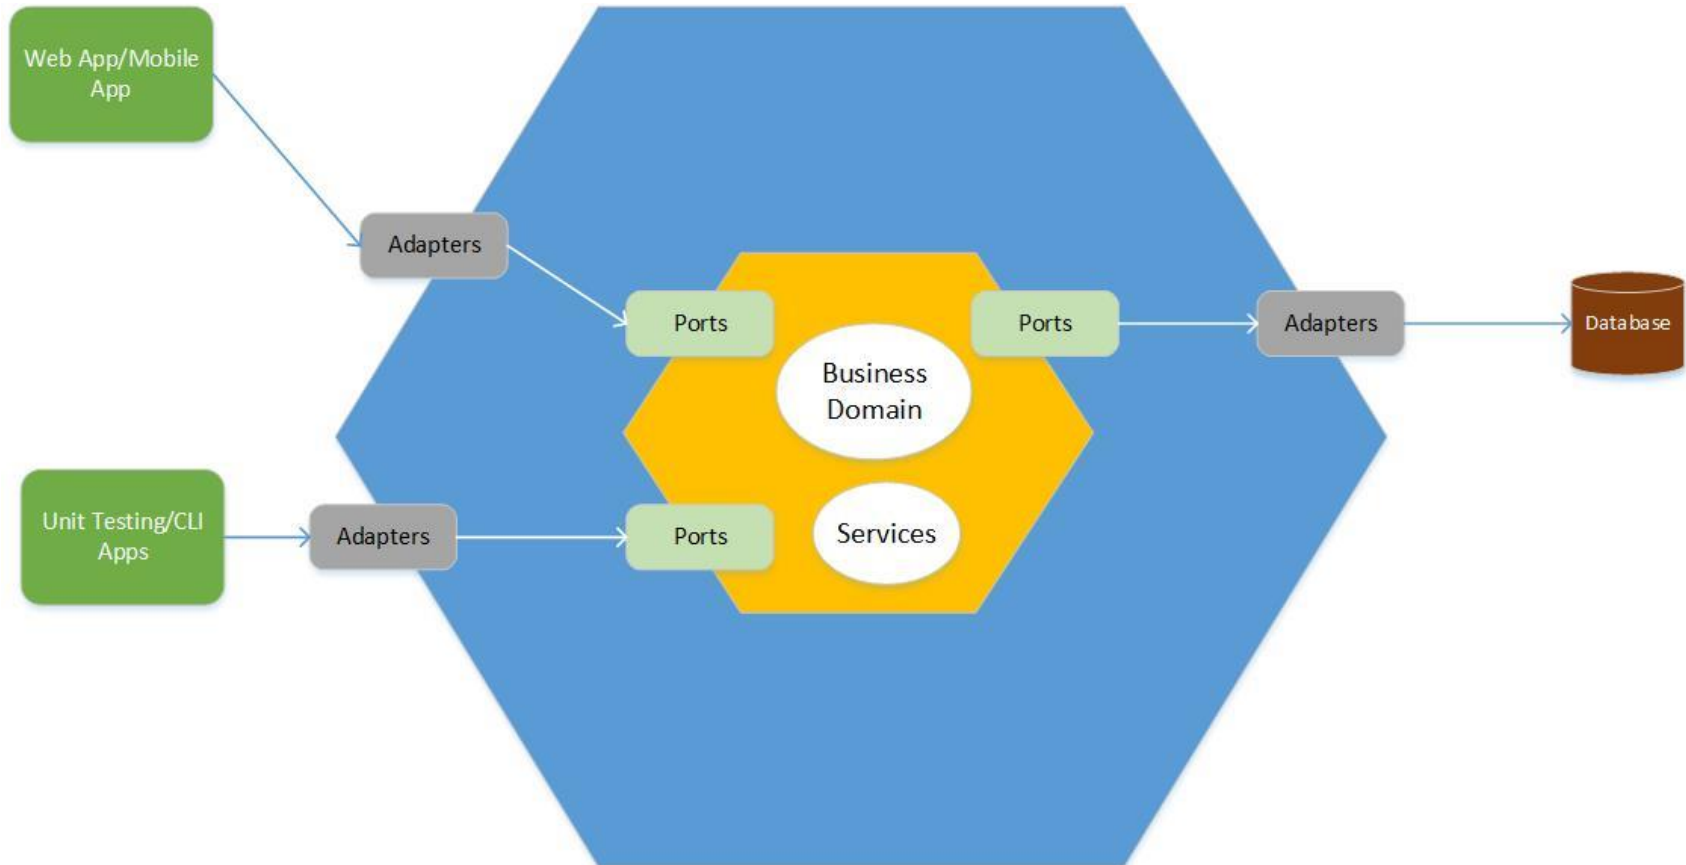 Web App/Mobile
App
Adapters
Ports
Ports
Adapters
Database
Business
Domain
Unit Testing/CLI
Apps
Adapters
Ports
Services